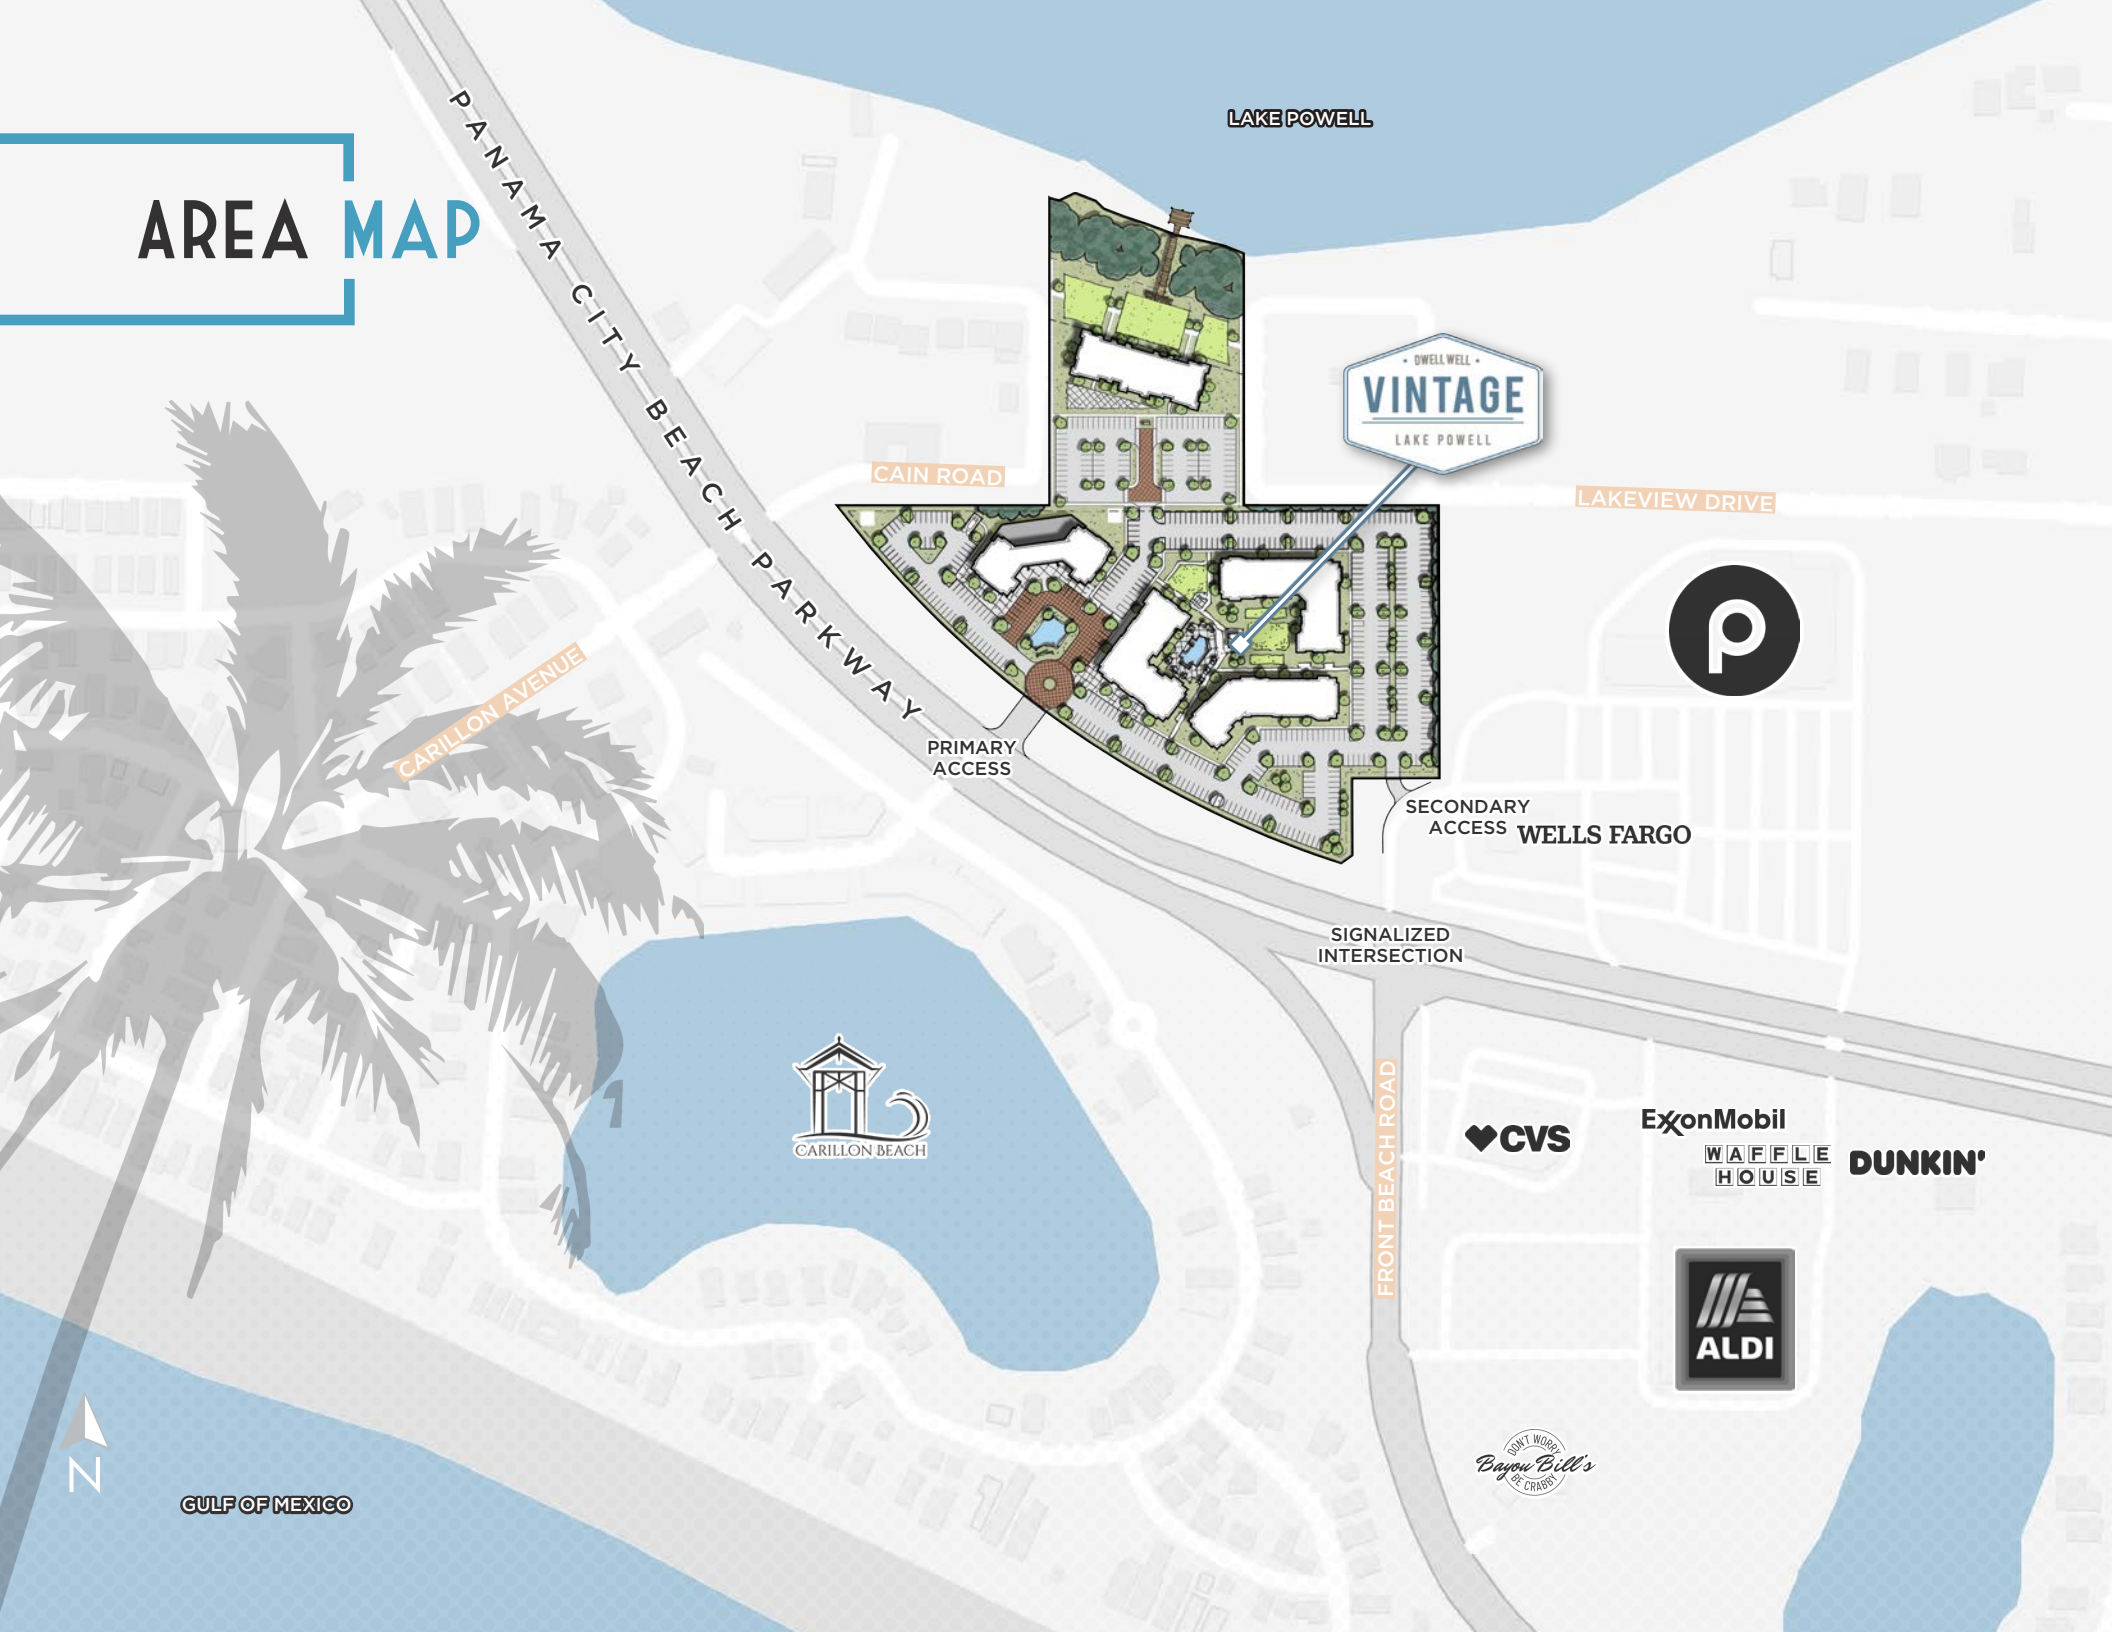 LAKE POWELL
PANAMA CITY BEACH PARKWAY
AREA MAP
• DWELL WELL •
VINTAGE
LAKE POWELL
CAIN ROAD
LAKEVIEW DRIVE
CARILLON AVENUE
PRIMARY
ACCESS
SECONDARY
ACCESS
WELLS FARGO
SIGNALIZED
INTERSECTION
FRONT BEACH ROAD
CARILLON BEACH
CVS
ExxonMobil
WAFFLE
HOUSE
DUNKIN'
ALDI
DON'T WORRY
Bayou Bill's
BE CRABBY
N
GULF OF MEXICO